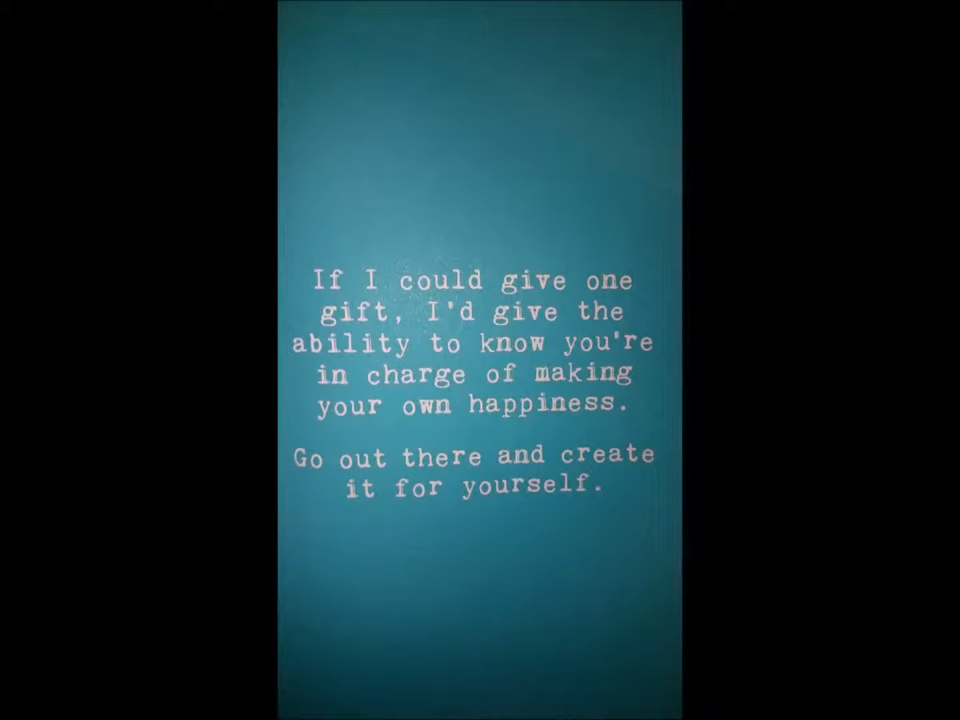 If I could give one
gift, I'd give the
ability to know you're
in charge of making
your own happiness.
Go out there and create
it for yourself.